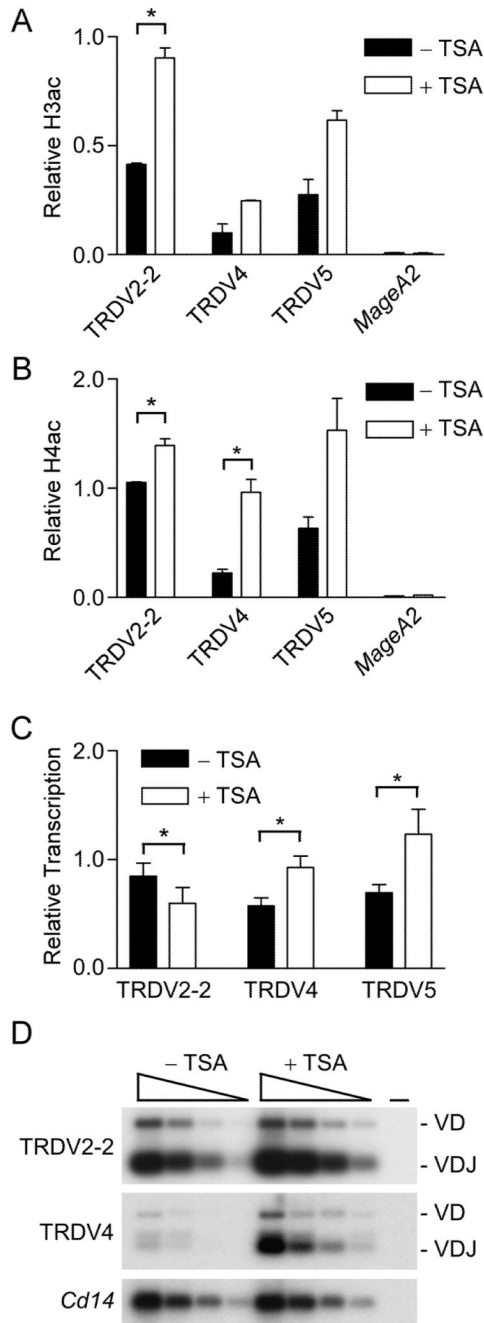 A
*
− TSA
+ TSA
Relative H3ac
1.0
0.5
0.0
TRDV2-2
TRDV4
TRDV5
MageA2
B
− TSA
+ TSA
*
*
Relative H4ac
2.0
1.0
0.0
TRDV2-2
TRDV4
TRDV5
MageA2
C
− TSA
+ TSA
*
*
*
Relative Transcription
2.0
1.0
0.0
TRDV2-2
TRDV4
TRDV5
D
− TSA
+ TSA
–
TRDV2-2
- VD
- VDJ
TRDV4
- VD
- VDJ
Cd14